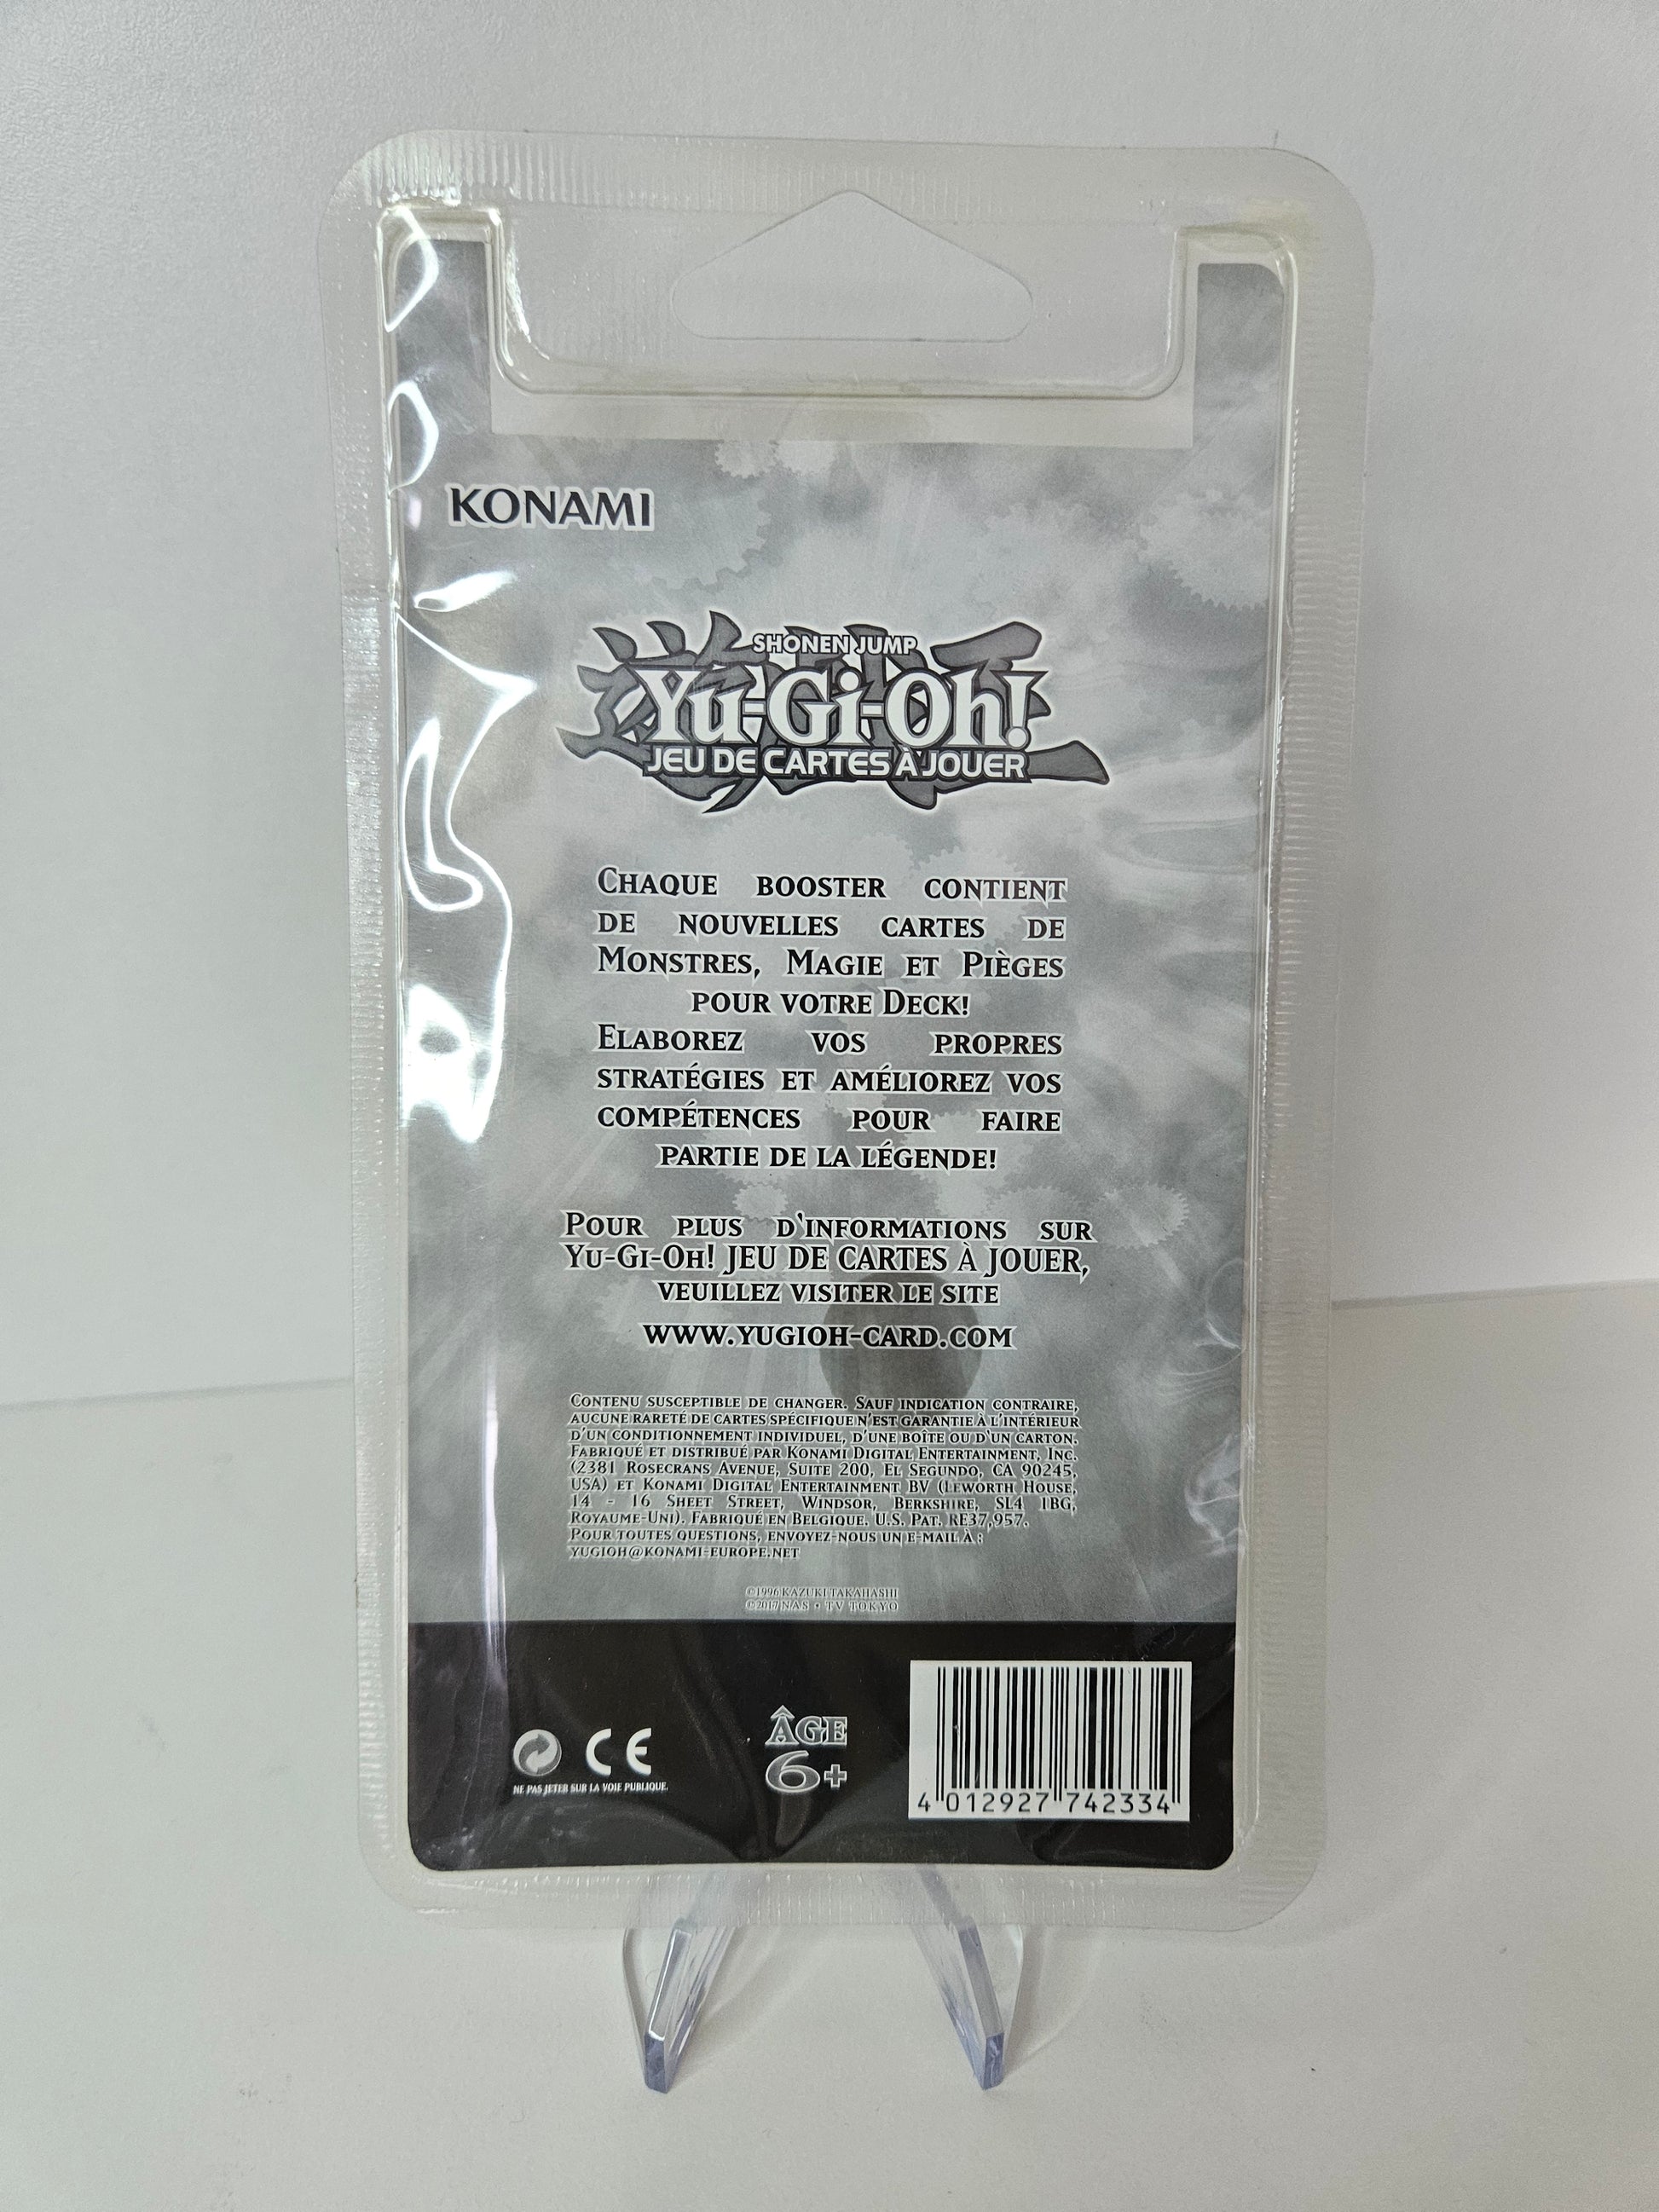 KONAMI
SHONEN JUMP
Yu-Gi-Oh!
JEU DE CARTES À JOUER
CHAQUE BOOSTER CONTIENT
DE NOUVELLES CARTES DE
MONSTRES, MAGIE ET PIÈGES
POUR VOTRE DECK!
ELABOREZ VOS PROPRES
STRATÉGIES ET AMÉLIOREZ VOS
COMPÉTENCES POUR FAIRE
PARTIE DE LA LÉGENDE!
POUR PLUS D'INFORMATIONS SUR
YU-GI-OH! JEU DE CARTES À JOUER,
VEUILLEZ VISITER LE SITE
WWW.YUGIOH-CARD.COM
CONTENU SUSCEPTIBLE DE CHANGER. SAUF INDICATION CONTRAIRE,
AUCUNE RARETÉ DE CARTES SPÉCIFIQUE N'EST GARANTIE À L'INTÉRIEUR
D'UN CONDITIONNEMENT INDIVIDUEL, D'UNE BOÎTE OU D'UN CARTON.
FABRIQUÉ ET DISTRIBUÉ PAR KONAMI DIGITAL ENTERTAINMENT, INC.
(2381 ROSECRANS AVENUE, SUITE 200, EL SEGUNDO, CA 90245,
USA) ET KONAMI DIGITAL ENTERTAINMENT BV (LEWORTH HOUSE,
14 - 16 SHEET STREET, WINDSOR, BERKSHIRE, SL4 1BG,
ROYAUME-UNI). FABRIQUÉ EN BELGIQUE. U.S. PAT. RE37,957.
POUR TOUTES QUESTIONS, ENVOYEZ-NOUS UN E-MAIL À :
YUGIOH@KONAMI-EUROPE.NET
©1996 KAZUKI TAKAHASHI
©2017 NAS • TV TOKYO
CE
NE PAS JETER SUR LA VOIE PUBLIQUE.
ÂGE
6+
4 012927 742334